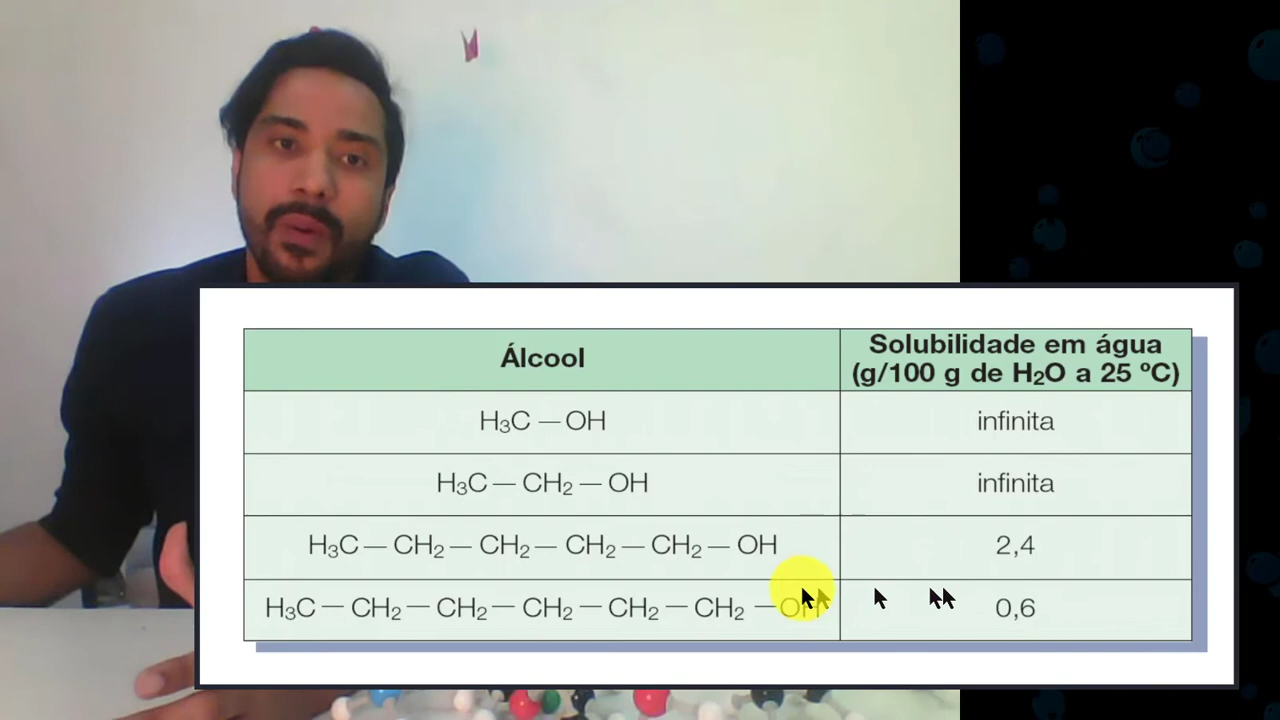 Álcool
Solubilidade em água
(g/100 g de H₂O a 25 ºC)
H₃C — OH
infinita
H₃C — CH₂ — OH
infinita
H₃C — CH₂ — CH₂ — CH₂ — CH₂ — OH
2,4
H₃C — CH₂ — CH₂ — CH₂ — CH₂ — CH₂ — OH
0,6